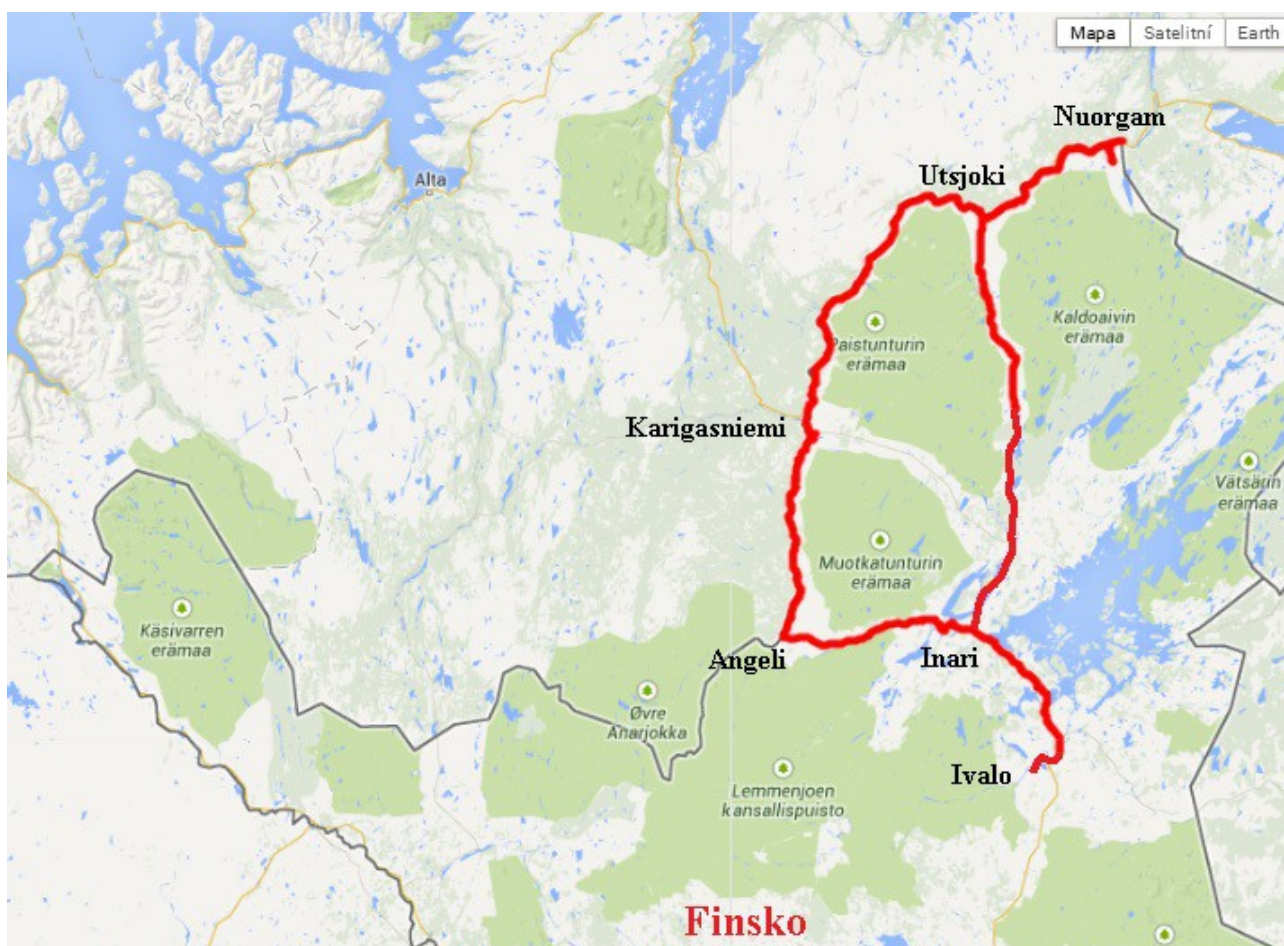 Mapa Satelitní Earth
Nuorgam
Alta
Utsjoki
Kaldoaivin
erämaa
Paistunturin
erämaa
Karigasniemi
Vätsärin
erämaa
Muotkatunturin
erämaa
Käsivarren
erämaa
Angeli
Inari
Øvre
Anarjokka
Ivalo
Lemmenjoen
kansallispuisto
Finsko